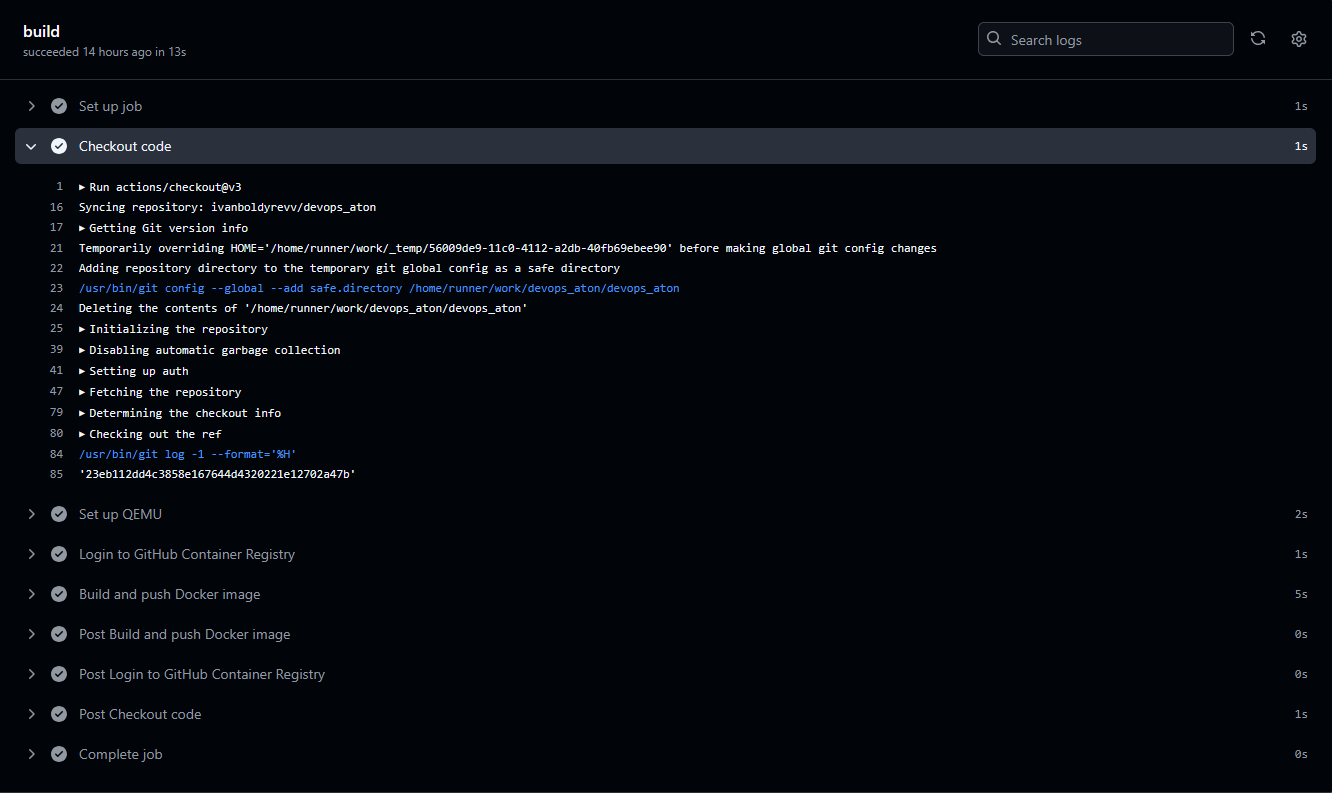 build
succeeded 14 hours ago in 13s
Search logs
Set up job 1s
Checkout code 1s
1 ▸ Run actions/checkout@v3
16 Syncing repository: ivanboldyrevv/devops_aton
17 ▸ Getting Git version info
21 Temporarily overriding HOME='/home/runner/work/_temp/56009de9-11c0-4112-a2db-40fb69ebee90' before making global git config changes
22 Adding repository directory to the temporary git global config as a safe directory
23 /usr/bin/git config --global --add safe.directory /home/runner/work/devops_aton/devops_aton
24 Deleting the contents of '/home/runner/work/devops_aton/devops_aton'
25 ▸ Initializing the repository
39 ▸ Disabling automatic garbage collection
41 ▸ Setting up auth
47 ▸ Fetching the repository
79 ▸ Determining the checkout info
80 ▸ Checking out the ref
84 /usr/bin/git log -1 --format='%H'
85 '23eb112dd4c3858e167644d4320221e12702a47b'
Set up QEMU 2s
Login to GitHub Container Registry 1s
Build and push Docker image 5s
Post Build and push Docker image 0s
Post Login to GitHub Container Registry 0s
Post Checkout code 1s
Complete job 0s